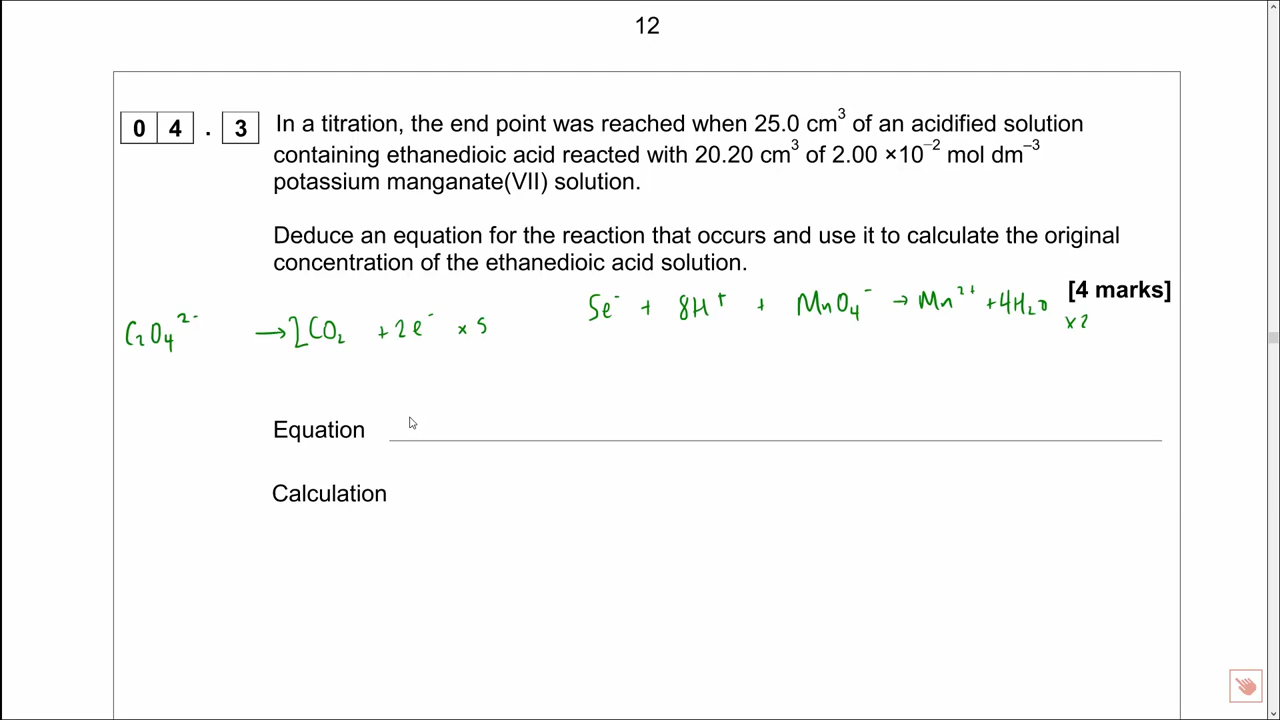 12
0 4 . 3 In a titration, the end point was reached when 25.0 cm³ of an acidified solution
containing ethanedioic acid reacted with 20.20 cm³ of 2.00 ×10⁻² mol dm⁻³
potassium manganate(VII) solution.
Deduce an equation for the reaction that occurs and use it to calculate the original
concentration of the ethanedioic acid solution.
[4 marks]
5e⁻ + 8H⁺ + MnO₄⁻ → Mn²⁺ + 4H₂O ×2
C₂O₄²⁻ → 2CO₂ + 2e⁻ × 5
Equation
Calculation